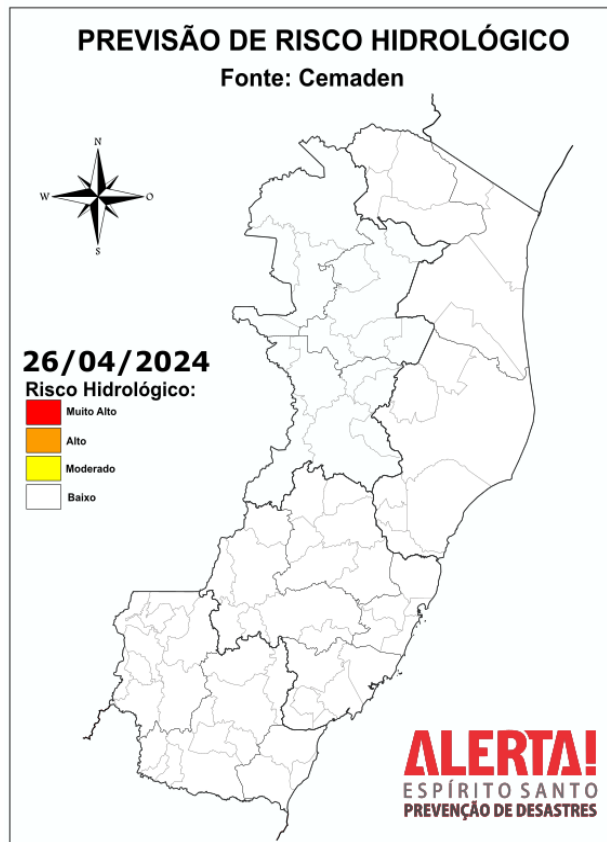 PREVISÃO DE RISCO HIDROLÓGICO
Fonte: Cemaden
N
W
O
S
26/04/2024
Risco Hidrológico:
Muito Alto
Alto
Moderado
Baixo
ALERTA!
ESPÍRITO SANTO
PREVENÇÃO DE DESASTRES